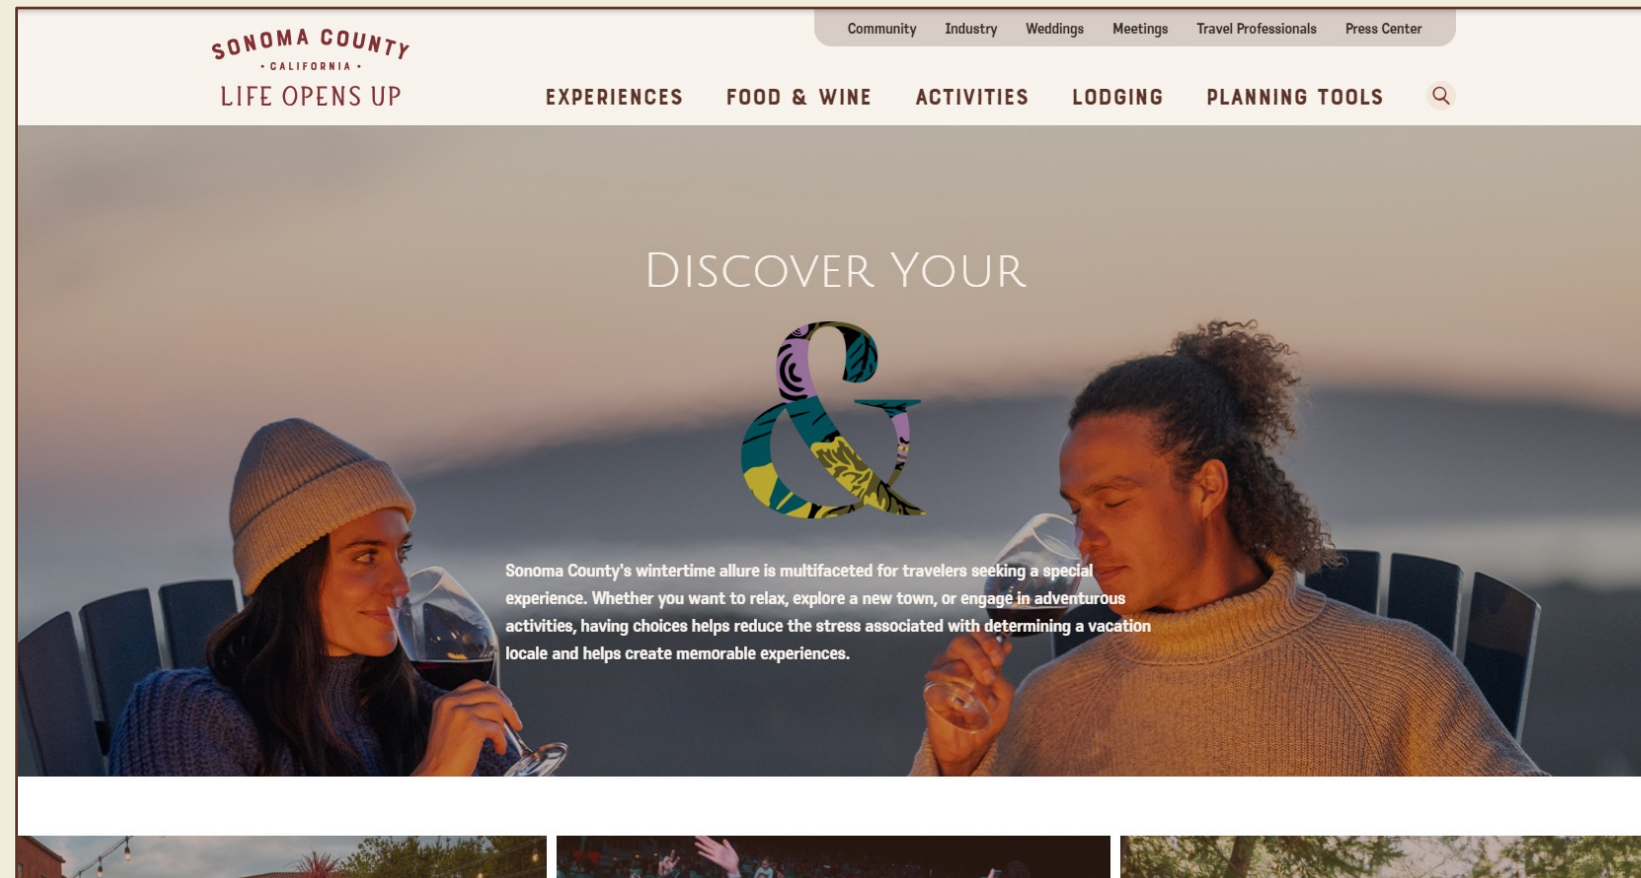 Community Industry Weddings Meetings Travel Professionals Press Center
SONOMA COUNTY
• CALIFORNIA •
LIFE OPENS UP
EXPERIENCES FOOD & WINE ACTIVITIES LODGING PLANNING TOOLS
DISCOVER YOUR
&
Sonoma County's wintertime allure is multifaceted for travelers seeking a special
experience. Whether you want to relax, explore a new town, or engage in adventurous
activities, having choices helps reduce the stress associated with determining a vacation
locale and helps create memorable experiences.